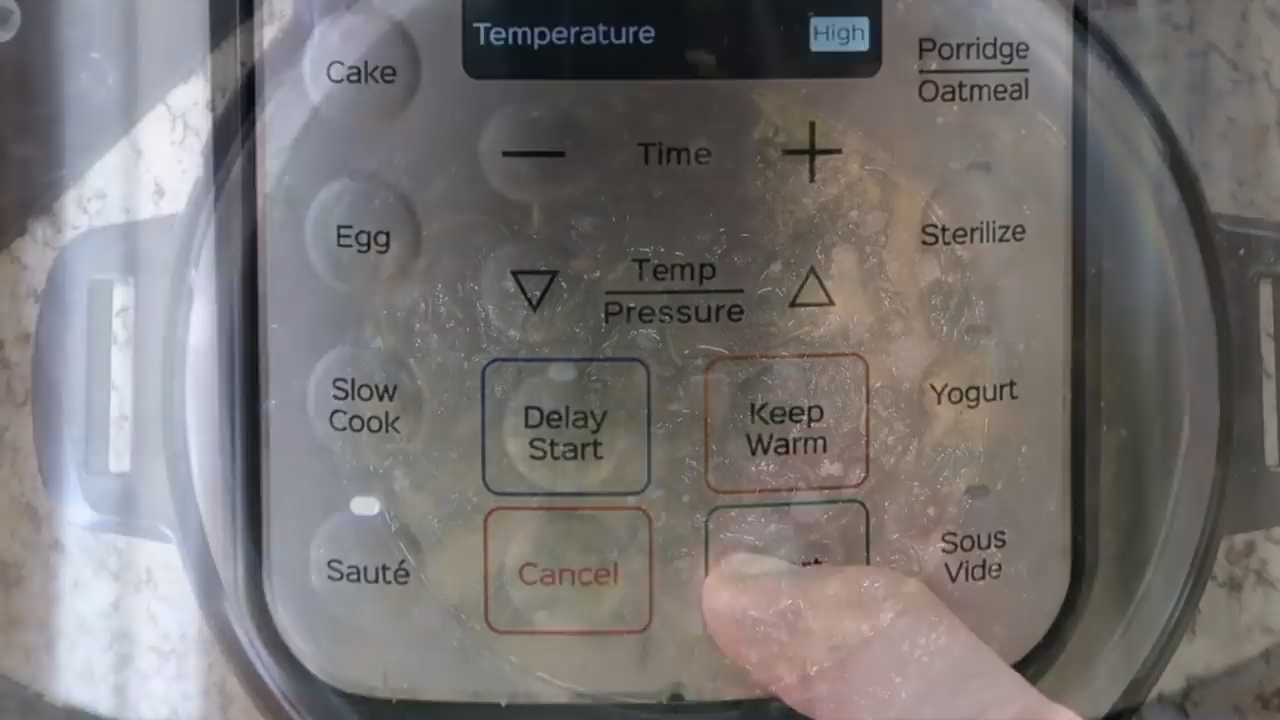 Temperature High
Cake
Porridge
Oatmeal
Time
Egg
Temp
Pressure
Sterilize
Slow
Cook
Delay
Start
Keep
Warm
Yogurt
Sauté
Cancel
Sous
Vide